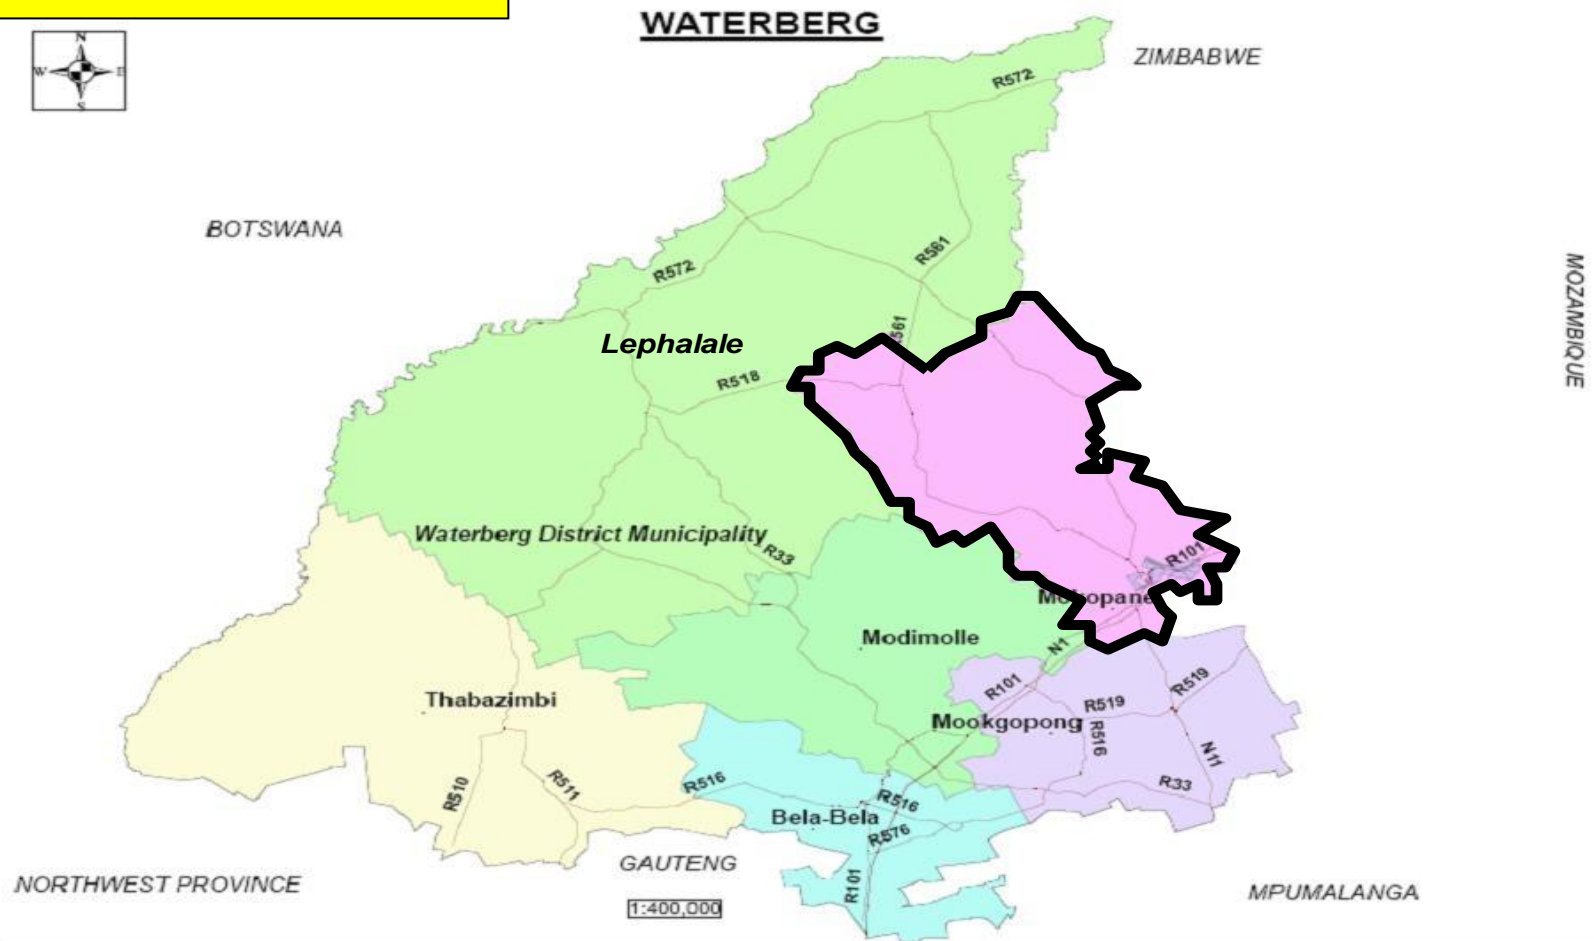 WATERBERG
N
W E
S
ZIMBABWE
R572
BOTSWANA
R561
R572
MOZAMBIQUE
561
Lephalale
R518
Waterberg District Municipality
R33
R101
Mokopane
Modimolle
N1
R101
R519
R519
Thabazimbi
Mookgopong
R516
N11
R510
R511
R516
R33
R516
Bela-Bela
R576
GAUTENG
R101
NORTHWEST PROVINCE
MPUMALANGA
1:400,000